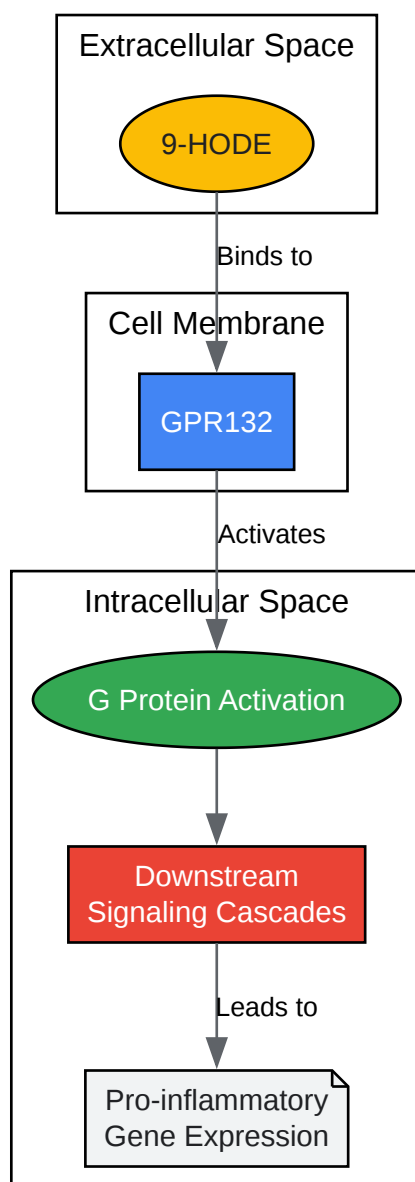 Extracellular Space
9-HODE
Binds to
Cell Membrane
GPR132
Activates
Intracellular Space
G Protein Activation
Downstream
Signaling Cascades
Leads to
Pro-inflammatory
Gene Expression